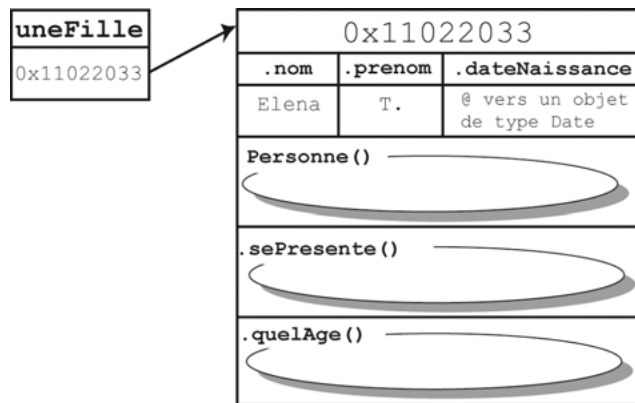 uneFille
0x11022033
0x11022033
.nom .prenom .dateNaissance
Elena T. @ vers un objet
de type Date
Personne()
.sePresente()
.quelAge()